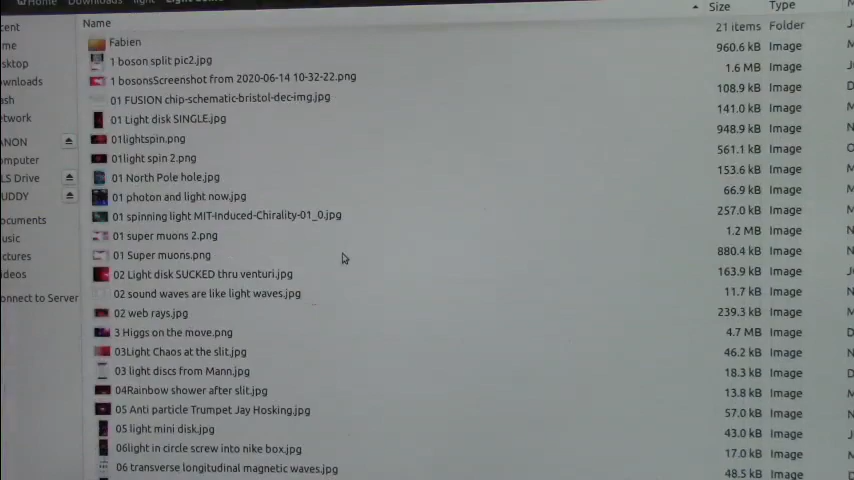 Home Downloads light
Name Size Type
Fabien 21 items Folder
1 boson split pic2.jpg 960.6 kB Image
1 bosonsScreenshot from 2020-06-14 10-32-22.png 1.6 MB Image
01 FUSION chip-schematic-bristol-dec-img.jpg 108.9 kB Image
01 Light disk SINGLE.jpg 141.0 kB Image
01lightspin.png 948.9 kB Image
01light spin 2.png 561.1 kB Image
01 North Pole hole.jpg 153.6 kB Image
01 photon and light now.jpg 66.9 kB Image
01 spinning light MIT-Induced-Chirality-01_0.jpg 257.0 kB Image
01 super muons 2.png 1.2 MB Image
01 Super muons.png 880.4 kB Image
02 Light disk SUCKED thru venturi.jpg 163.9 kB Image
02 sound waves are like light waves.jpg 11.7 kB Image
02 web rays.jpg 239.3 kB Image
3 Higgs on the move.png 4.7 MB Image
03Light Chaos at the slit.jpg 46.2 kB Image
03 light discs from Mann.jpg 18.3 kB Image
04Rainbow shower after slit.jpg 13.8 kB Image
05 Anti particle Trumpet Jay Hosking.jpg 57.0 kB Image
05 light mini disk.jpg 43.0 kB Image
06light in circle screw into nike box.jpg 17.0 kB Image
06 transverse longitudinal magnetic waves.jpg 48.5 kB Image
cent
me
sktop
wnloads
ash
etwork
ANON
omputer
LS Drive
UDDY
ocuments
usic
ctures
deos
onnect to Server